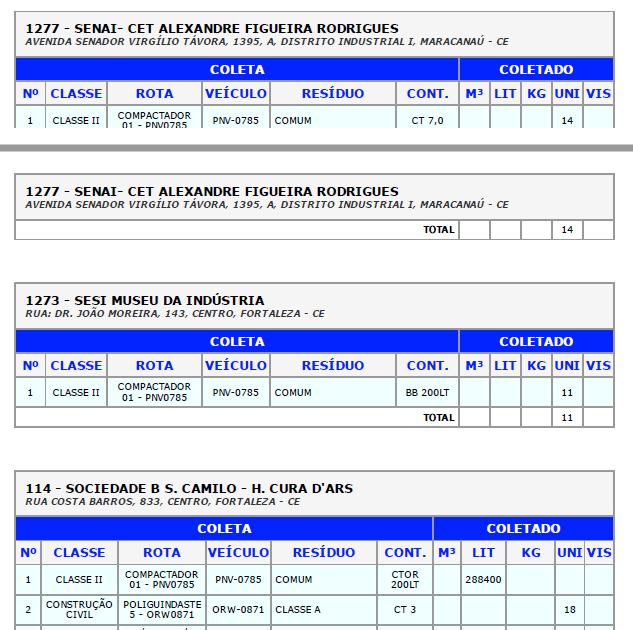 1277 - SENAI- CET ALEXANDRE FIGUEIRA RODRIGUES
AVENIDA SENADOR VIRGÍLIO TÁVORA, 1395, A, DISTRITO INDUSTRIAL I, MARACANAÚ - CE
COLETA COLETADO
Nº CLASSE ROTA VEÍCULO RESÍDUO CONT. M³ LIT KG UNI VIS
1 CLASSE II COMPACTADOR 01 - PNV0785 PNV-0785 COMUM CT 7,0 14
1277 - SENAI- CET ALEXANDRE FIGUEIRA RODRIGUES
AVENIDA SENADOR VIRGÍLIO TÁVORA, 1395, A, DISTRITO INDUSTRIAL I, MARACANAÚ - CE
TOTAL 14
1273 - SESI MUSEU DA INDÚSTRIA
RUA: DR. JOÃO MOREIRA, 143, CENTRO, FORTALEZA - CE
COLETA COLETADO
Nº CLASSE ROTA VEÍCULO RESÍDUO CONT. M³ LIT KG UNI VIS
1 CLASSE II COMPACTADOR 01 - PNV0785 PNV-0785 COMUM BB 200LT 11
TOTAL 11
114 - SOCIEDADE B S. CAMILO - H. CURA D'ARS
RUA COSTA BARROS, 833, CENTRO, FORTALEZA - CE
COLETA COLETADO
Nº CLASSE ROTA VEÍCULO RESÍDUO CONT. M³ LIT KG UNI VIS
1 CLASSE II COMPACTADOR 01 - PNV0785 PNV-0785 COMUM CTOR 200LT 288400
2 CONSTRUÇÃO CIVIL POLIGUINDASTE 5 - ORW0871 ORW-0871 CLASSE A CT 3 18